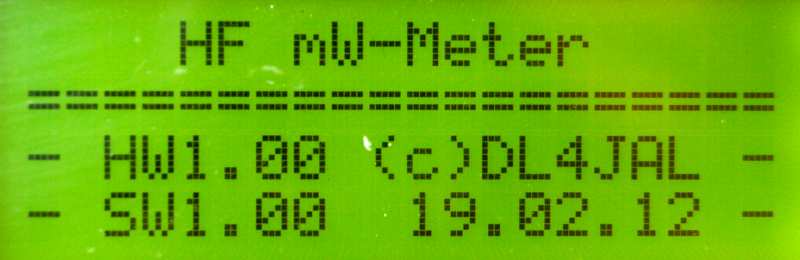 HF mW-Meter
====================
- HW1.00 (c)DL4JAL -
- SW1.00  19.02.12 -